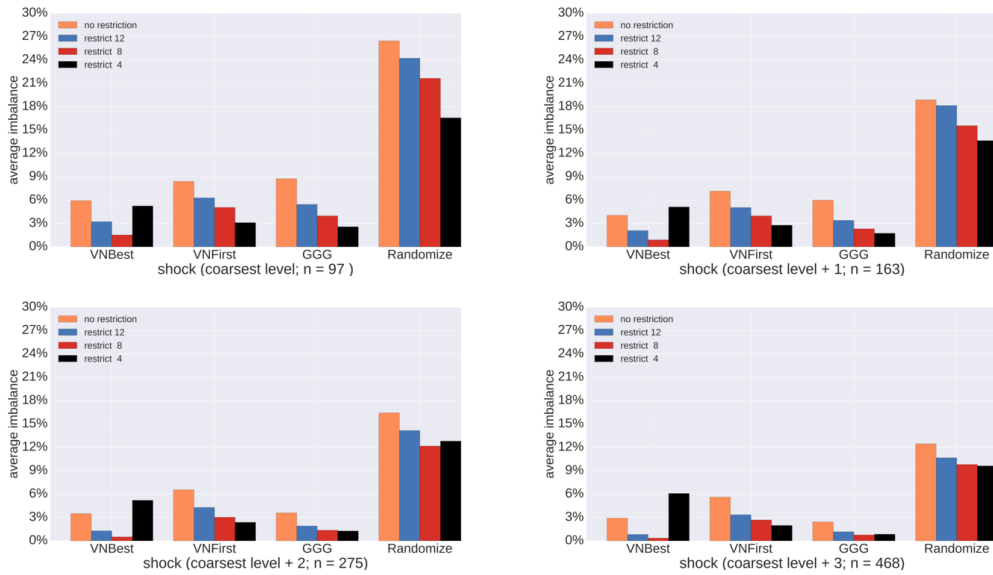 30%
27%
24%
21%
18%
15%
12%
9%
6%
3%
0%
average imbalance
no restriction
restrict 12
restrict 8
restrict 4
VNBest VNFirst GGG Randomize
shock (coarsest level; n = 97 )
30%
27%
24%
21%
18%
15%
12%
9%
6%
3%
0%
average imbalance
no restriction
restrict 12
restrict 8
restrict 4
VNBest VNFirst GGG Randomize
shock (coarsest level + 1; n = 163)
30%
27%
24%
21%
18%
15%
12%
9%
6%
3%
0%
average imbalance
no restriction
restrict 12
restrict 8
restrict 4
VNBest VNFirst GGG Randomize
shock (coarsest level + 2; n = 275)
30%
27%
24%
21%
18%
15%
12%
9%
6%
3%
0%
average imbalance
no restriction
restrict 12
restrict 8
restrict 4
VNBest VNFirst GGG Randomize
shock (coarsest level + 3; n = 468)